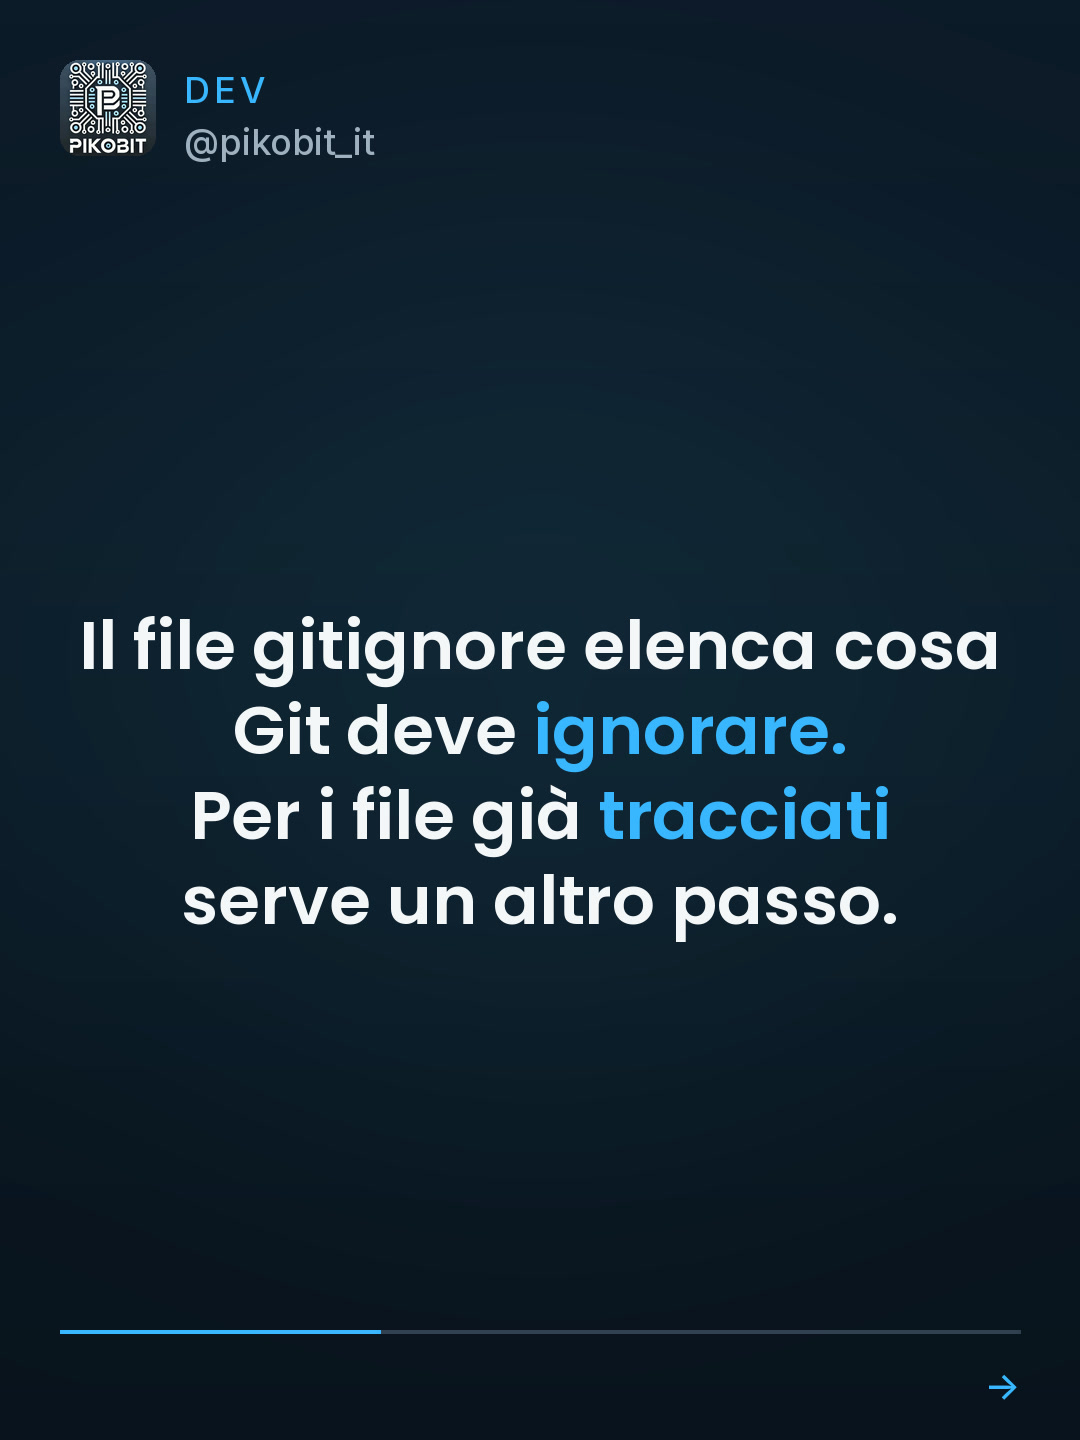 PIKOBIT
DEV
@pikobit_it
Il file gitignore elenca cosa
Git deve ignorare.
Per i file già tracciati
serve un altro passo.